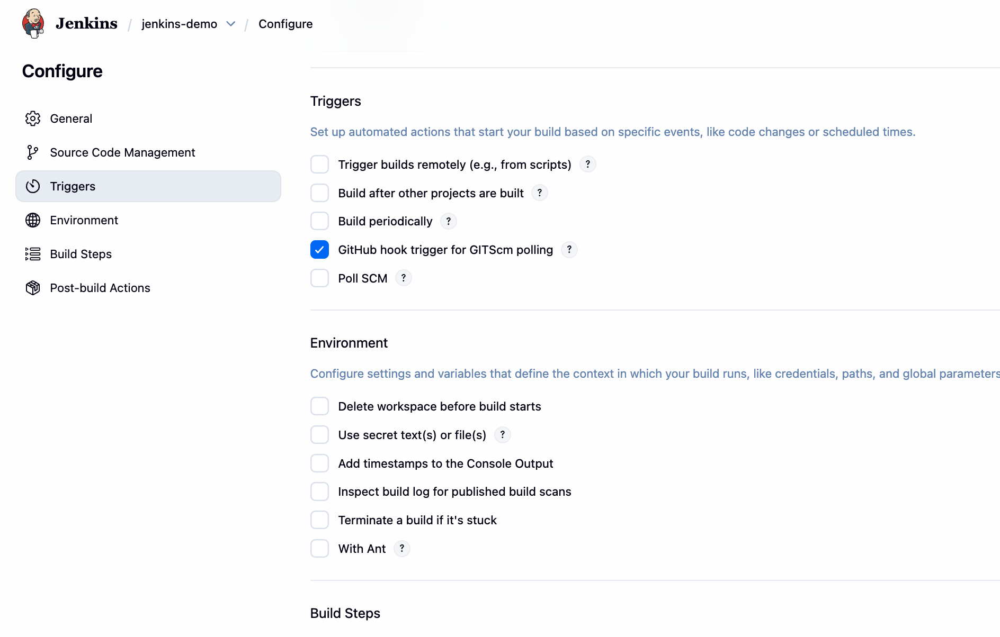 Jenkins / jenkins-demo / Configure
Configure
General
Source Code Management
Triggers
Environment
Build Steps
Post-build Actions
Triggers
Set up automated actions that start your build based on specific events, like code changes or scheduled times.
Trigger builds remotely (e.g., from scripts) ?
Build after other projects are built ?
Build periodically ?
GitHub hook trigger for GITScm polling ?
Poll SCM ?
Environment
Configure settings and variables that define the context in which your build runs, like credentials, paths, and global parameters
Delete workspace before build starts
Use secret text(s) or file(s) ?
Add timestamps to the Console Output
Inspect build log for published build scans
Terminate a build if it's stuck
With Ant ?
Build Steps